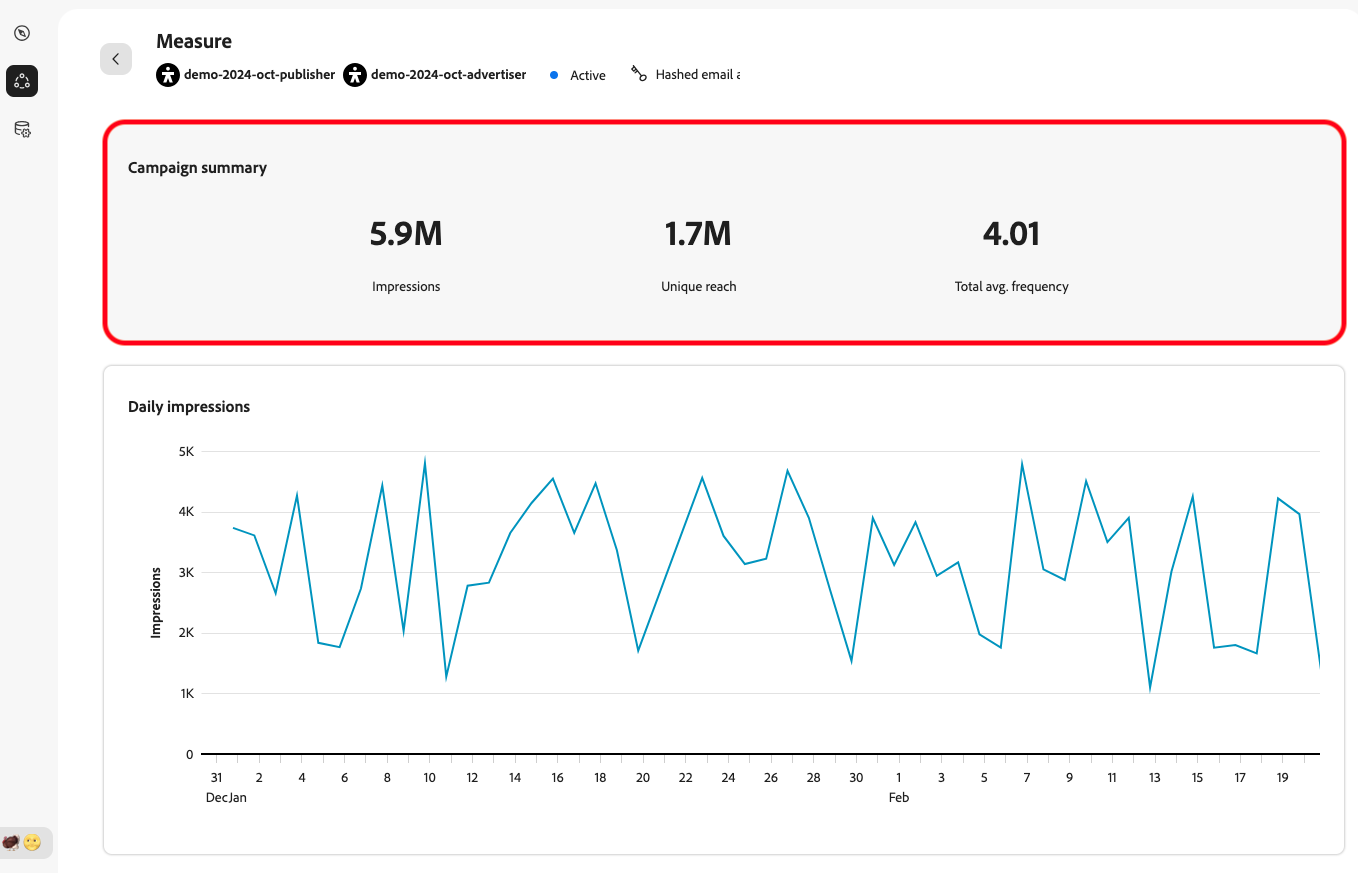 Measure
demo-2024-oct-publisher demo-2024-oct-advertiser Active Hashed email a
Campaign summary
5.9M 1.7M 4.01
Impressions Unique reach Total avg. frequency
Daily impressions
5K
4K
3K
2K
1K
0
Impressions
31 2 4 6 8 10 12 14 16 18 20 22 24 26 28 30 1 3 5 7 9 11 13 15 17 19
Dec Jan Feb